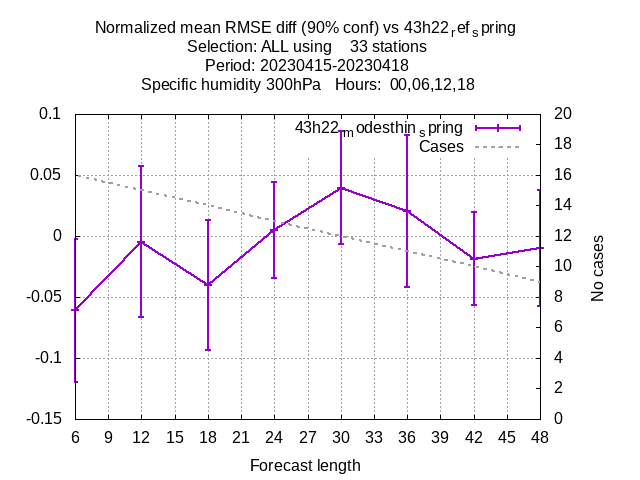 Normalized mean RMSE diff (90% conf) vs 43h22refspring
Selection: ALL using 33 stations
Period: 20230415-20230418
Specific humidity 300hPa Hours: 00,06,12,18
43h22modesthinspring
Cases
0.1
0.05
0
-0.05
-0.1
-0.15
20
18
16
14
12
10
8
6
4
2
0
No cases
6 9 12 15 18 21 24 27 30 33 36 39 42 45 48
Forecast length